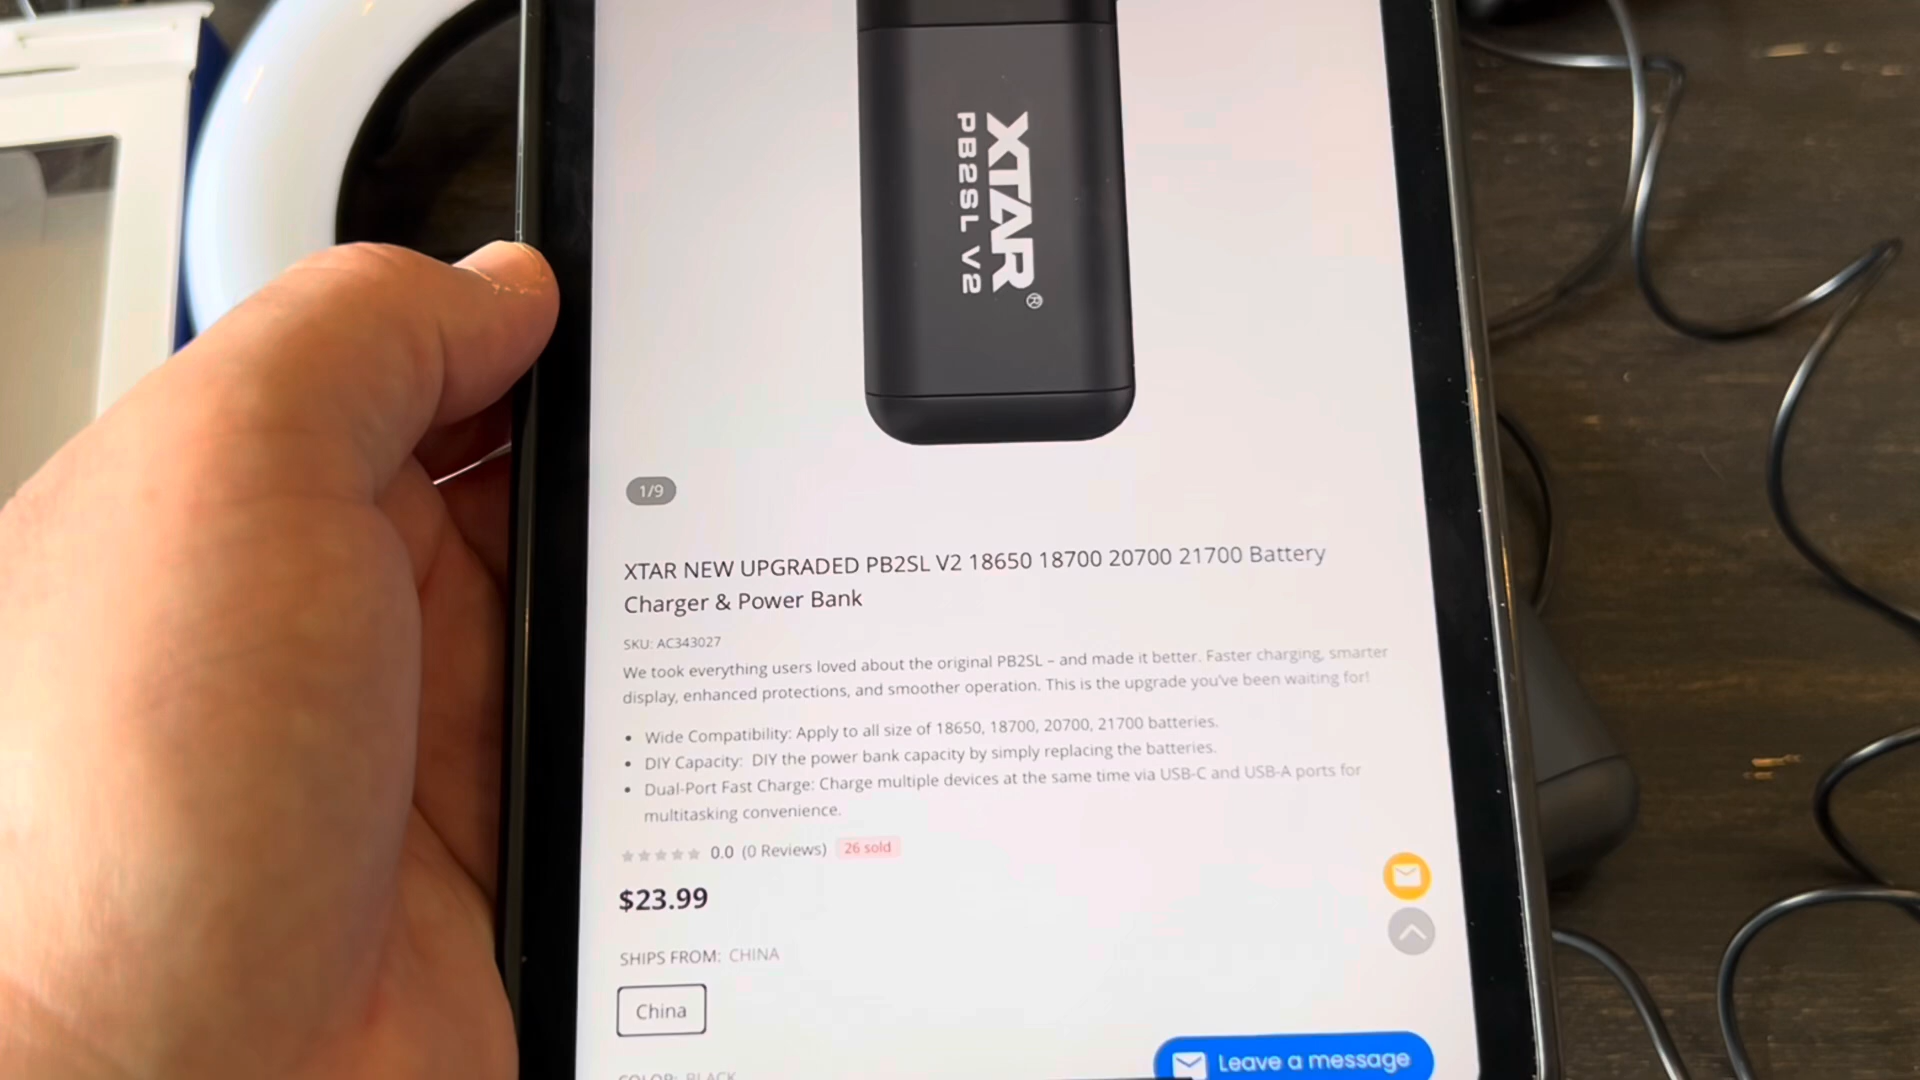 XTAR®
PB2SL V2
1/9
XTAR NEW UPGRADED PB2SL V2 18650 18700 20700 21700 Battery
Charger & Power Bank
SKU: AC343027
We took everything users loved about the original PB2SL – and made it better. Faster charging, smarter
display, enhanced protections, and smoother operation. This is the upgrade you've been waiting for!
• Wide Compatibility: Apply to all size of 18650, 18700, 20700, 21700 batteries.
• DIY Capacity: DIY the power bank capacity by simply replacing the batteries.
• Dual-Port Fast Charge: Charge multiple devices at the same time via USB-C and USB-A ports for
multitasking convenience.
0.0 (0 Reviews) 26 sold
$23.99
SHIPS FROM: CHINA
China
Leave a message
COLOR: BLACK